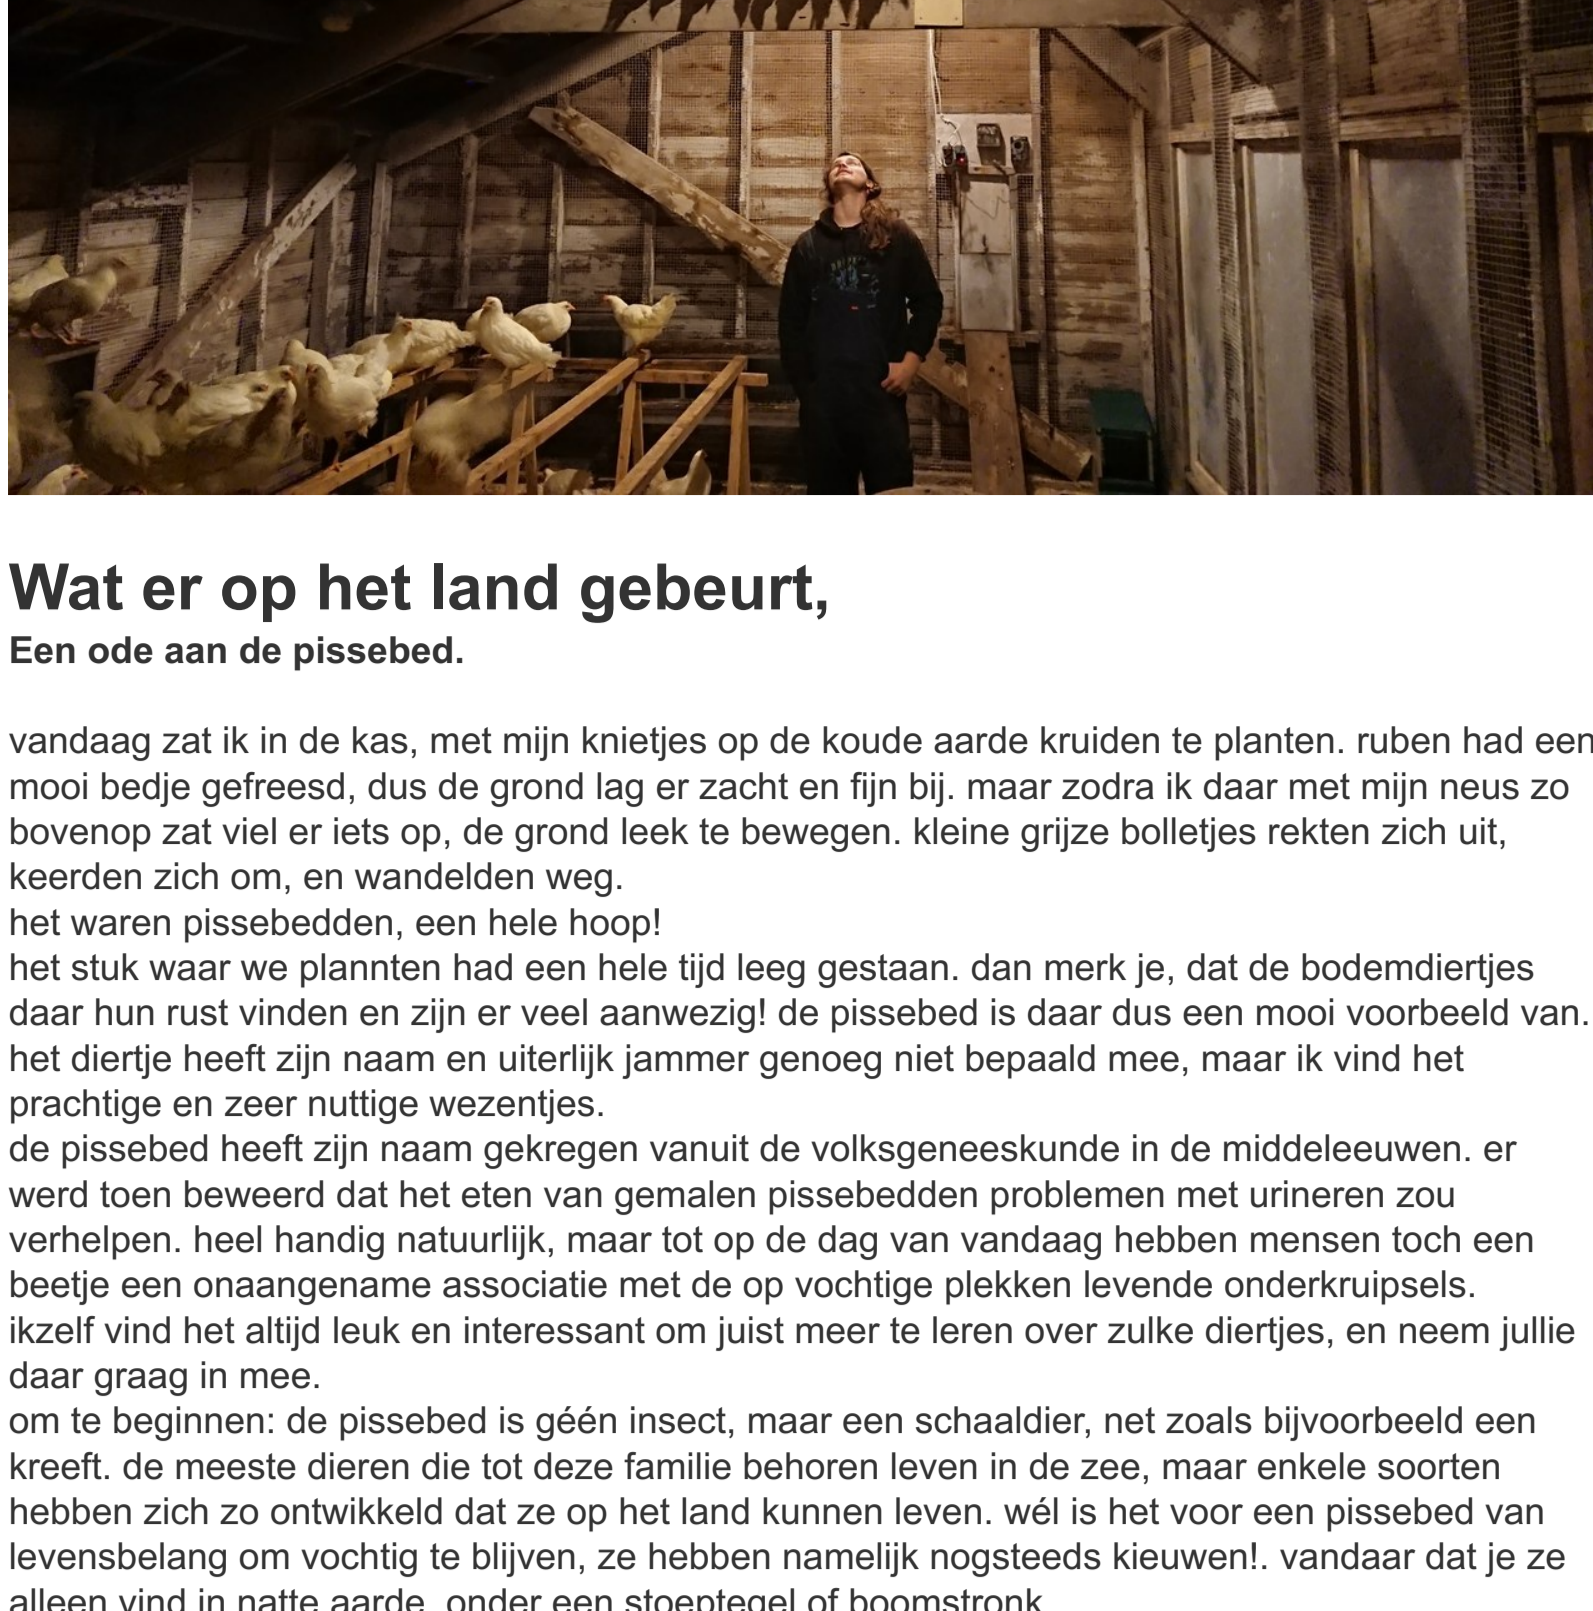 Wat er op het land gebeurt,
Een ode aan de pissebed.
vandaag zat ik in de kas, met mijn knietjes op de koude aarde kruiden te planten. ruben had een
mooi bedje gefreesd, dus de grond lag er zacht en fijn bij. maar zodra ik daar met mijn neus zo
bovenop zat viel er iets op, de grond leek te bewegen. kleine grijze bolletjes rekten zich uit,
keerden zich om, en wandelden weg.
het waren pissebedden, een hele hoop!
het stuk waar we plannten had een hele tijd leeg gestaan. dan merk je, dat de bodemdiertjes
daar hun rust vinden en zijn er veel aanwezig! de pissebed is daar dus een mooi voorbeeld van.
het diertje heeft zijn naam en uiterlijk jammer genoeg niet bepaald mee, maar ik vind het
prachtige en zeer nuttige wezentjes.
de pissebed heeft zijn naam gekregen vanuit de volksgeneeskunde in de middeleeuwen. er
werd toen beweerd dat het eten van gemalen pissebedden problemen met urineren zou
verhelpen. heel handig natuurlijk, maar tot op de dag van vandaag hebben mensen toch een
beetje een onaangename associatie met de op vochtige plekken levende onderkruipsels.
ikzelf vind het altijd leuk en interessant om juist meer te leren over zulke diertjes, en neem jullie
daar graag in mee.
om te beginnen: de pissebed is géén insect, maar een schaaldier, net zoals bijvoorbeeld een
kreeft. de meeste dieren die tot deze familie behoren leven in de zee, maar enkele soorten
hebben zich zo ontwikkeld dat ze op het land kunnen leven. wél is het voor een pissebed van
levensbelang om vochtig te blijven, ze hebben namelijk nogsteeds kieuwen!. vandaar dat je ze
alleen vind in natte aarde, onder een stoeptegel of boomstronk